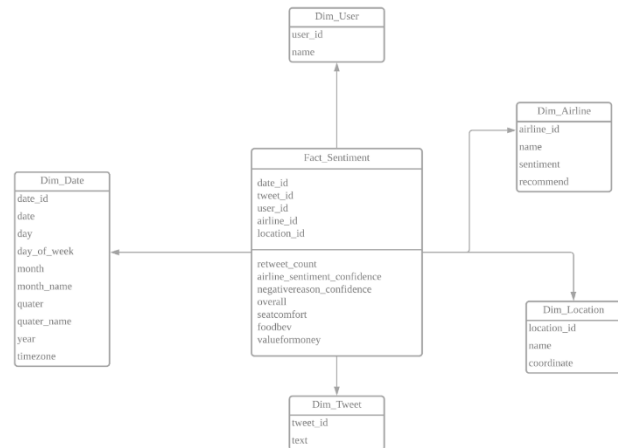 Dim_User
user_id
name
Dim_Airline
airline_id
name
sentiment
recommend
Fact_Sentiment
date_id
tweet_id
user_id
airline_id
location_id
retweet_count
airline_sentiment_confidence
negativereason_confidence
overall
seatcomfort
foodbev
valueformoney
Dim_Date
date_id
date
day
day_of_week
month
month_name
quater
quater_name
year
timezone
Dim_Location
location_id
name
coordinate
Dim_Tweet
tweet_id
text